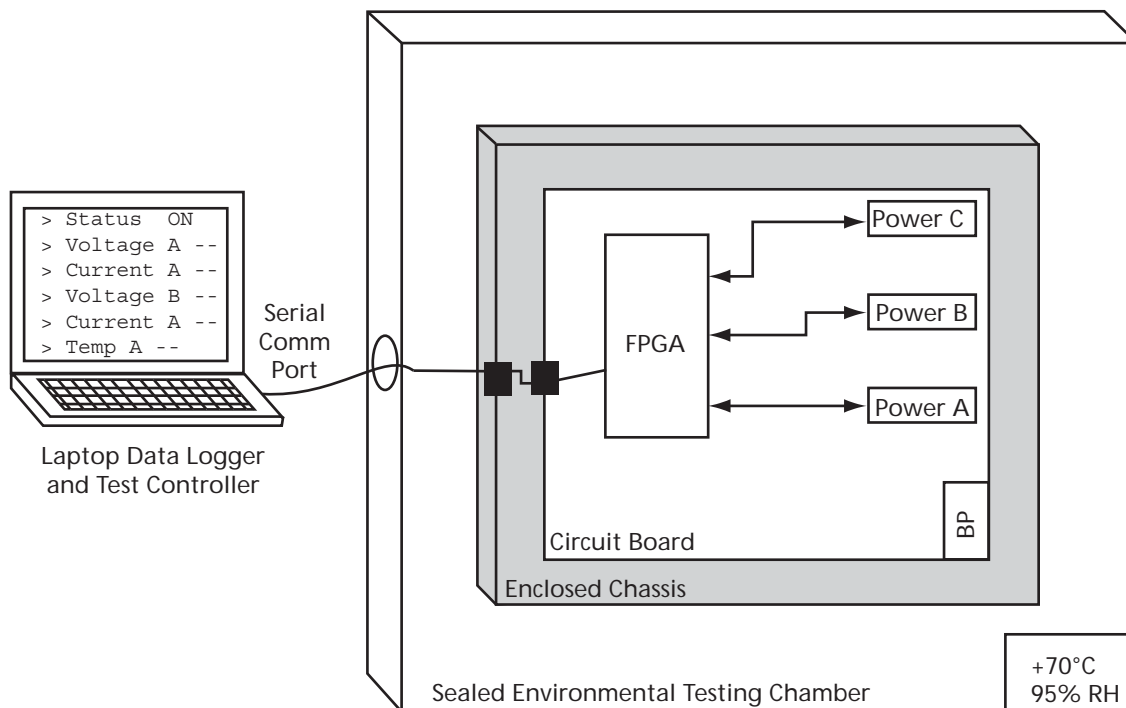 > Status ON
> Voltage A --
> Current A --
> Voltage B --
> Current A --
> Temp A --
Laptop Data Logger
and Test Controller
Serial
Comm
Port
FPGA
Power C
Power B
Power A
BP
Circuit Board
Enclosed Chassis
Sealed Environmental Testing Chamber
+70°C
95% RH